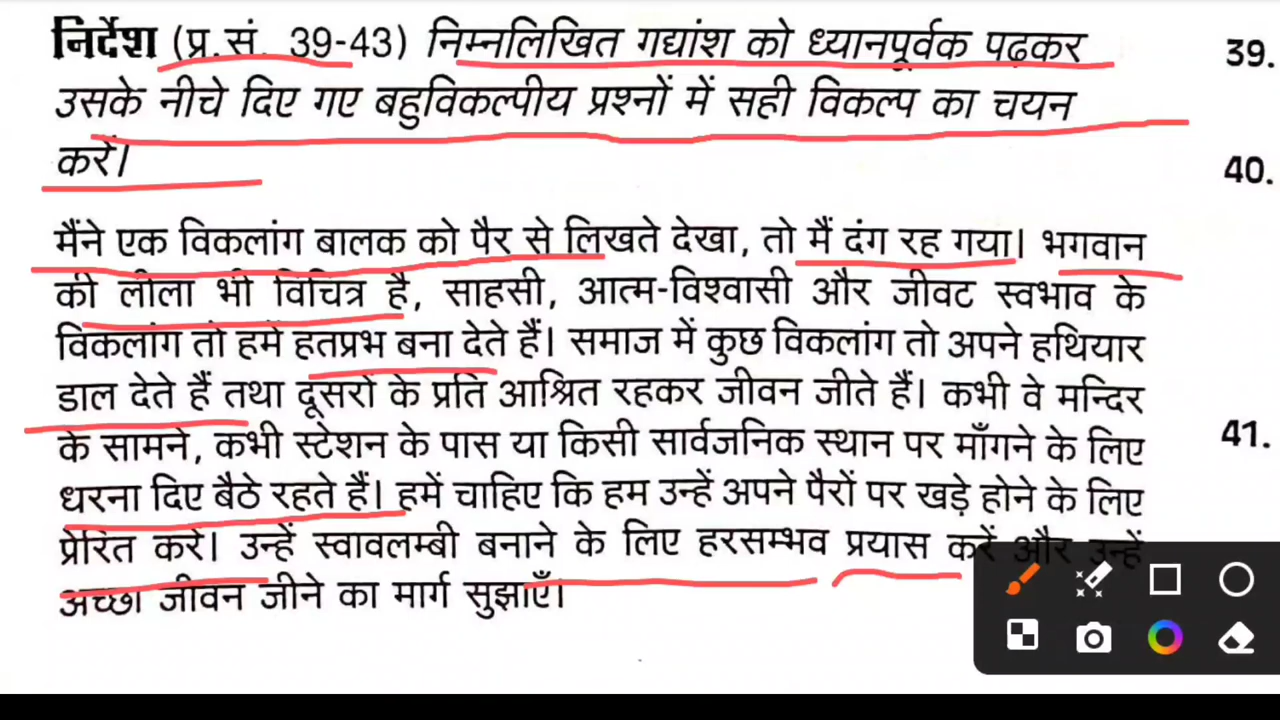 निर्देश (प्र.सं. 39-43) निम्नलिखित गद्यांश को ध्यानपूर्वक पढ़कर
उसके नीचे दिए गए बहुविकल्पीय प्रश्नों में सही विकल्प का चयन
करें।
मैंने एक विकलांग बालक को पैर से लिखते देखा, तो मैं दंग रह गया। भगवान
की लीला भी विचित्र है, साहसी, आत्म-विश्वासी और जीवट स्वभाव के
विकलांग तो हमें हतप्रभ बना देते हैं। समाज में कुछ विकलांग तो अपने हथियार
डाल देते हैं तथा दूसरों के प्रति आश्रित रहकर जीवन जीते हैं। कभी वे मन्दिर
के सामने, कभी स्टेशन के पास या किसी सार्वजनिक स्थान पर माँगने के लिए
धरना दिए बैठे रहते हैं। हमें चाहिए कि हम उन्हें अपने पैरों पर खड़े होने के लिए
प्रेरित करें। उन्हें स्वावलम्बी बनाने के लिए हरसम्भव प्रयास करें और उन्हें
अच्छा जीवन जीने का मार्ग सुझाएँ।
39.
40.
41.